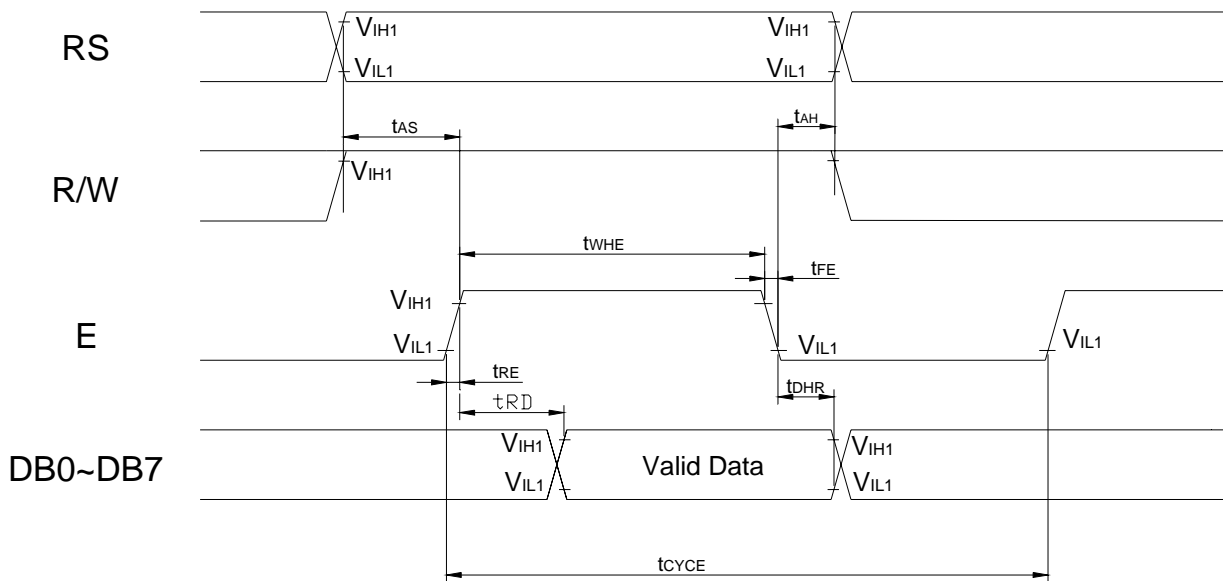 RS
VIH1
VIH1
VIL1
VIL1
tAS
tAH
R/W
VIH1
tWHE
tFE
E
VIH1
VIL1
VIL1
VIL1
tRE
tRD
tDHR
DB0~DB7
VIH1
Valid Data
VIH1
VIL1
VIL1
tCYCE